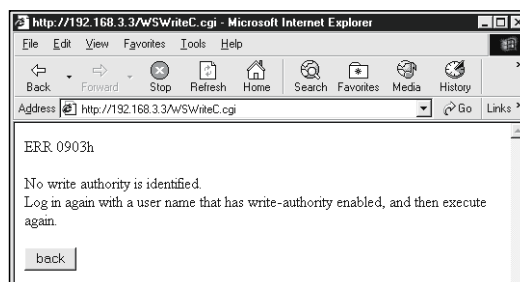 http://192.168.3.3/WSWriteC.cgi - Microsoft Internet Explorer
File Edit View Favorites Tools Help
Back Forward Stop Refresh Home Search Favorites Media History
Address http://192.168.3.3/WSWriteC.cgi Go Links
ERR 0903h
No write authority is identified.
Log in again with a user name that has write-authority enabled, and then execute
again.
back